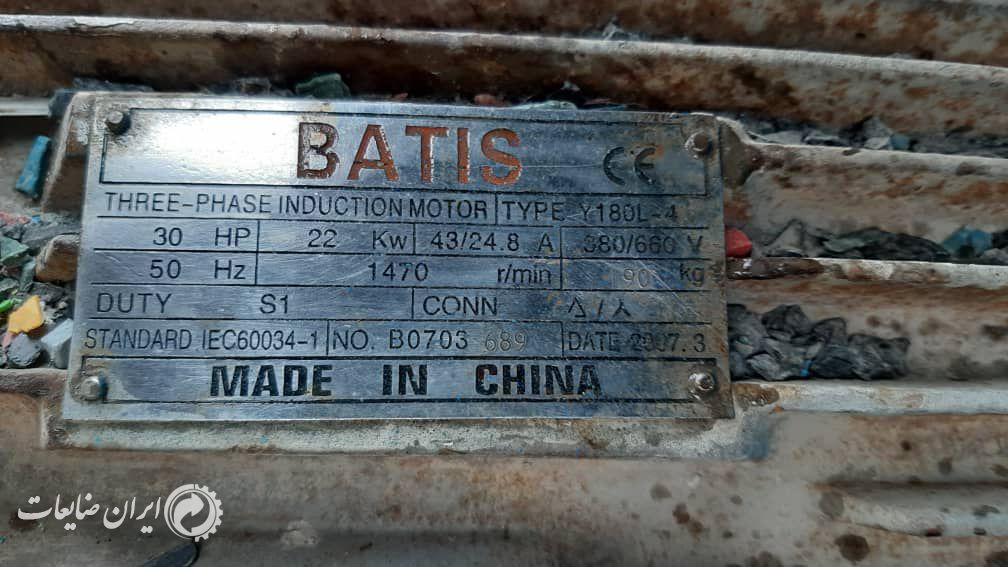 BATIS CE
THREE-PHASE INDUCTION MOTOR TYPE Y180L-4
30 HP 22 Kw 43/24.8 A 380/660 V
50 Hz 1470 r/min 190 kg
DUTY S1 CONN △/Y
STANDARD IEC60034-1 NO. B0703 689 DATE 2007.3
MADE IN CHINA
ایران ضایعات